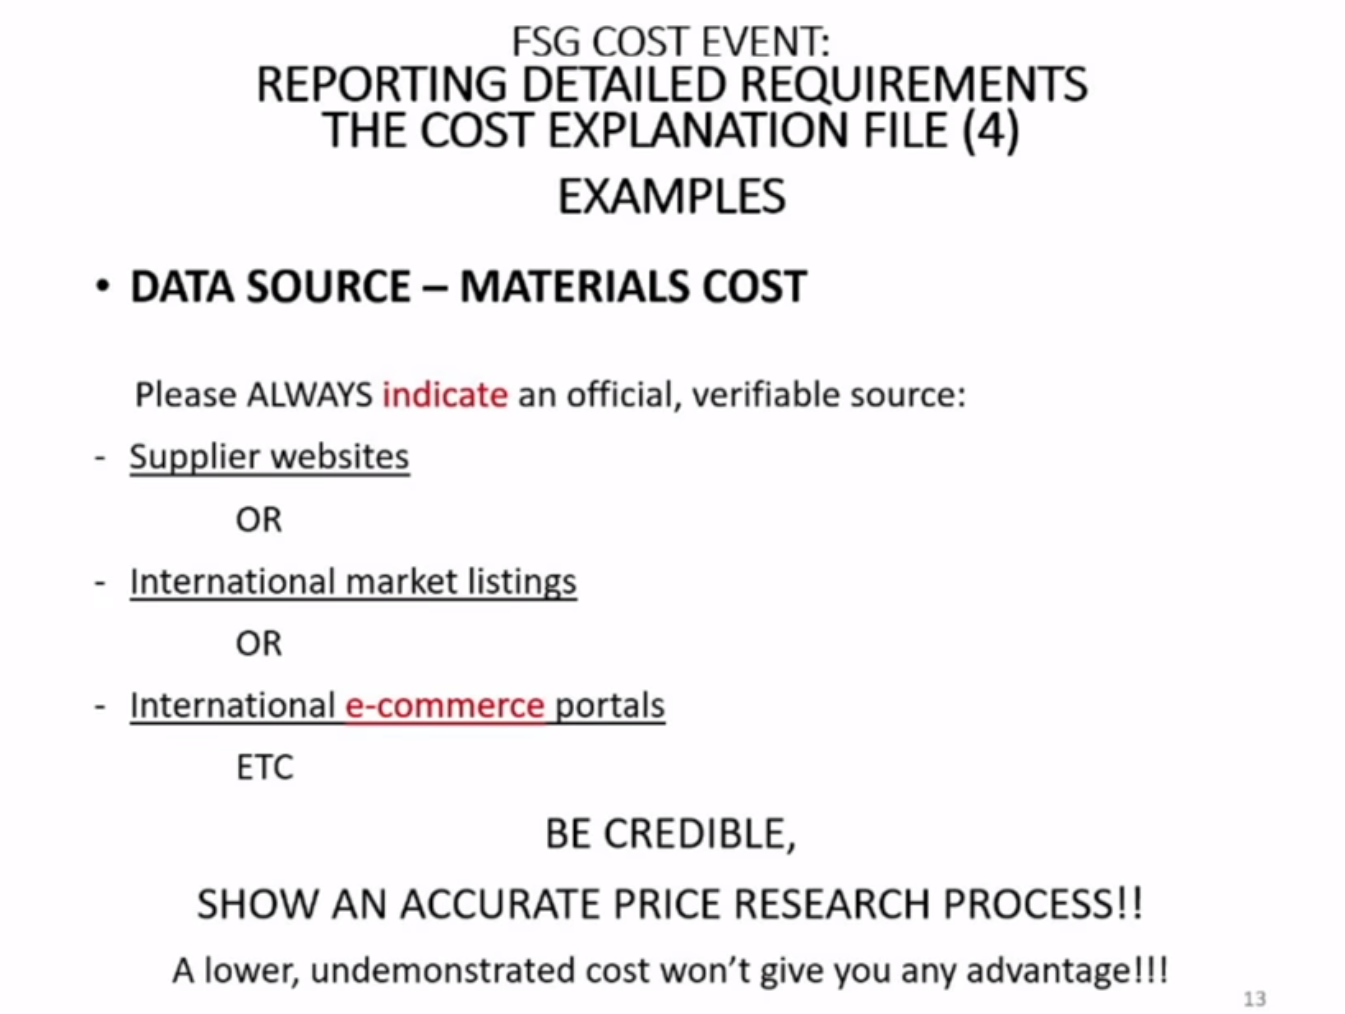 FSG COST EVENT:
REPORTING DETAILED REQUIREMENTS
THE COST EXPLANATION FILE (4)
EXAMPLES
• DATA SOURCE – MATERIALS COST
Please ALWAYS indicate an official, verifiable source:
- Supplier websites
OR
- International market listings
OR
- International e-commerce portals
ETC
BE CREDIBLE,
SHOW AN ACCURATE PRICE RESEARCH PROCESS!!
A lower, undemonstrated cost won’t give you any advantage!!!
13